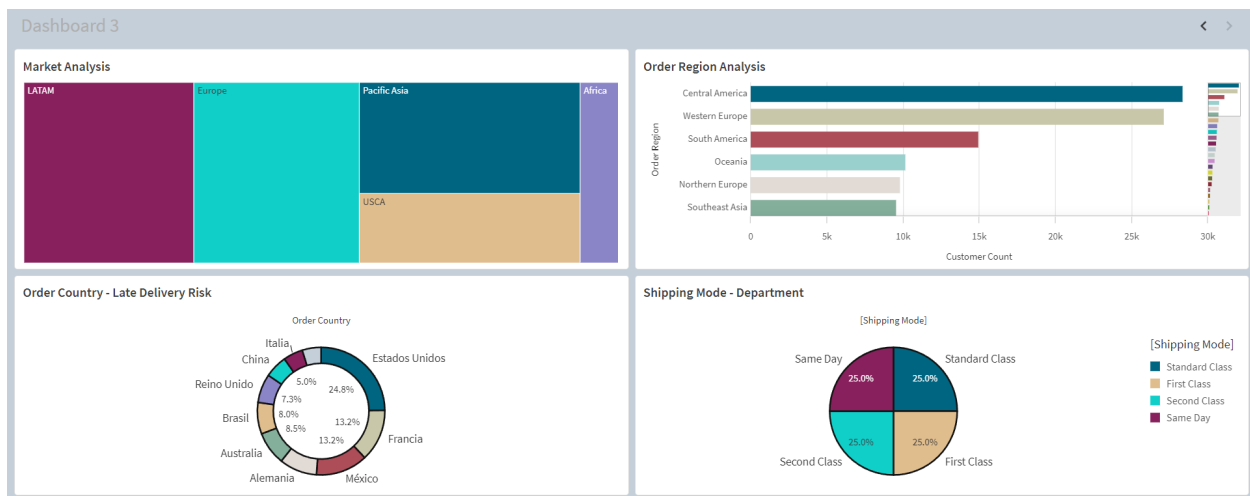 Dashboard 3
Market Analysis
LATAM
Europe
Pacific Asia
Africa
USCA
Order Region Analysis
Order Region
Central America
Western Europe
South America
Oceania
Northern Europe
Southeast Asia
0 5k 10k 15k 20k 25k 30k
Customer Count
Order Country - Late Delivery Risk
Order Country
Italia
China
Reino Unido
Brasil
Australia
Alemania
México
Francia
Estados Unidos
5.0%
7.3%
8.0%
8.5%
13.2%
13.2%
24.8%
Shipping Mode - Department
[Shipping Mode]
Same Day
Standard Class
25.0% 25.0%
25.0% 25.0%
Second Class
First Class
[Shipping Mode]
Standard Class
First Class
Second Class
Same Day